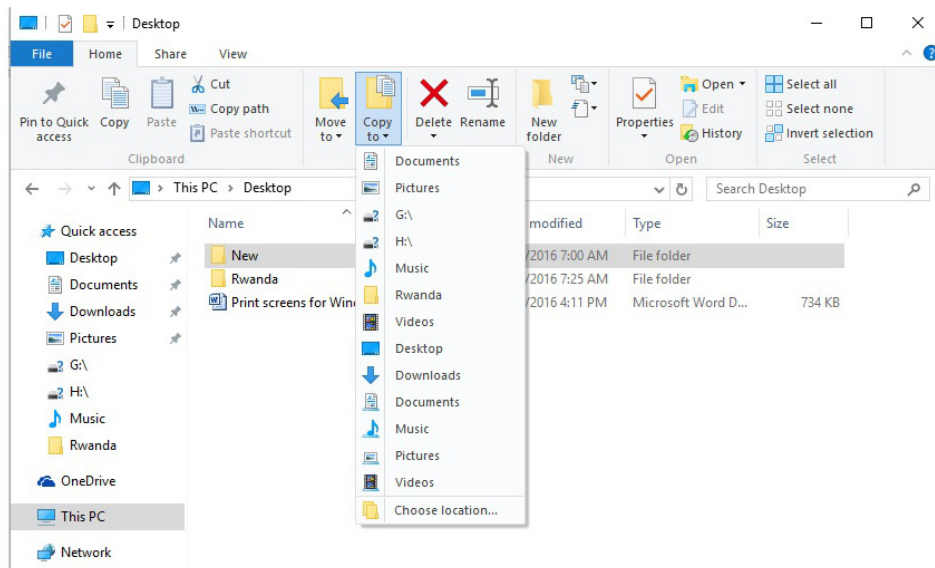 Desktop
File Home Share View
Pin to Quick access
Copy
Paste
Cut
Copy path
Paste shortcut
Clipboard
Move to
Copy to
Delete
Rename
New folder
New
Properties
Open
Edit
History
Open
Select all
Select none
Invert selection
Select
This PC > Desktop
Search Desktop
Quick access
Desktop
Documents
Downloads
Pictures
G:\
H:\
Music
Rwanda
OneDrive
This PC
Network
Name modified Type Size
New /2016 7:00 AM File folder
Rwanda /2016 7:25 AM File folder
Print screens for Win /2016 4:11 PM Microsoft Word D... 734 KB
Documents
Pictures
G:\
H:\
Music
Rwanda
Videos
Desktop
Downloads
Documents
Music
Pictures
Videos
Choose location...